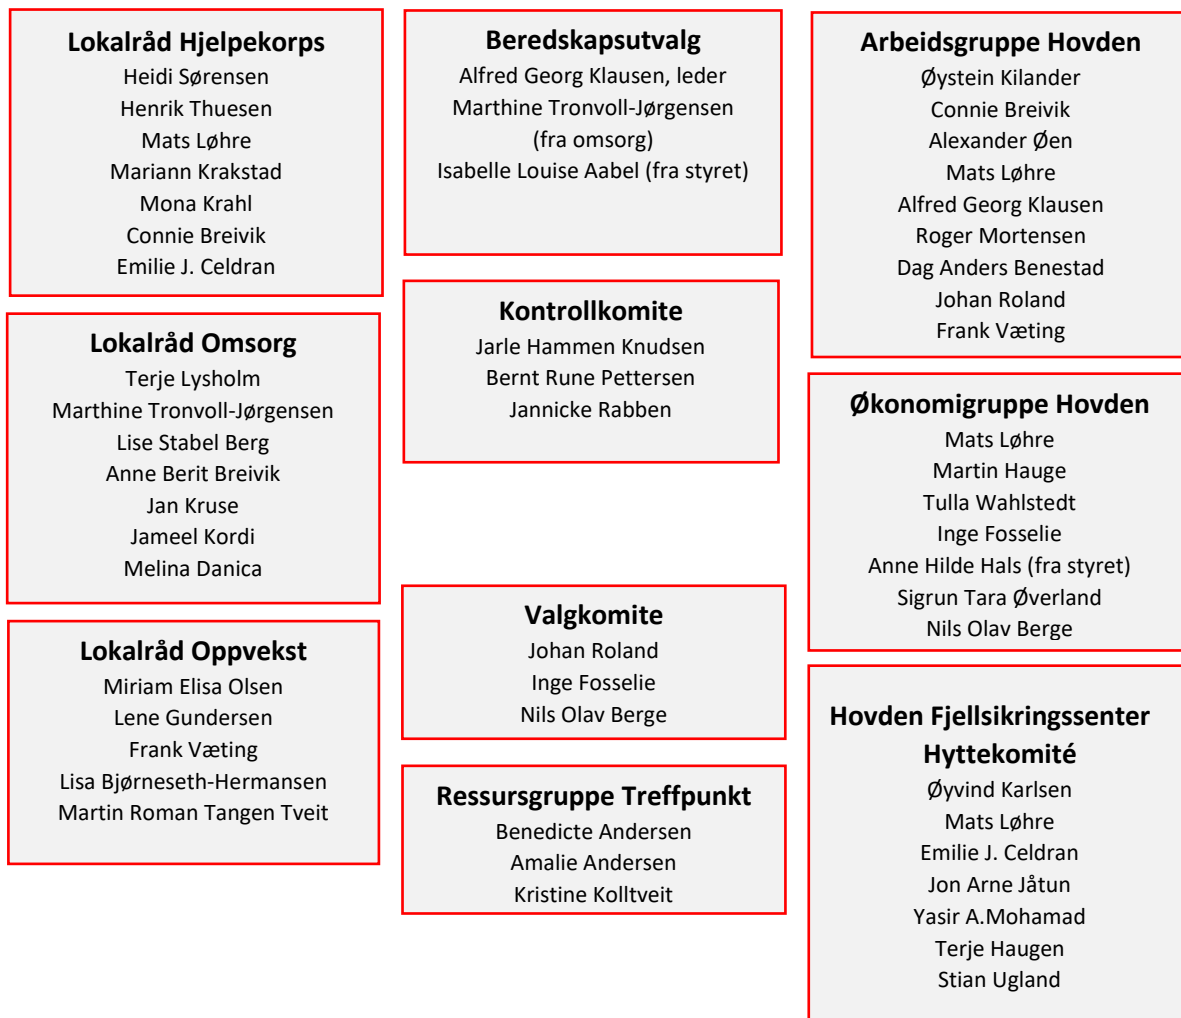 Lokalråd Hjelpekorps
Heidi Sørensen
Henrik Thuesen
Mats Løhre
Mariann Krakstad
Mona Krahl
Connie Breivik
Emilie J. Celdran
Lokalråd Omsorg
Terje Lysholm
Marthine Tronvoll-Jørgensen
Lise Stabel Berg
Anne Berit Breivik
Jan Kruse
Jameel Kordi
Melina Danica
Lokalråd Oppvekst
Miriam Elisa Olsen
Lene Gundersen
Frank Væting
Lisa Bjørneseth-Hermansen
Martin Roman Tangen Tveit
Beredskapsutvalg
Alfred Georg Klausen, leder
Marthine Tronvoll-Jørgensen
(fra omsorg)
Isabelle Louise Aabel (fra styret)
Kontrollkomite
Jarle Hammen Knudsen
Bernt Rune Pettersen
Jannicke Rabben
Valgkomite
Johan Roland
Inge Fosselie
Nils Olav Berge
Ressursgruppe Treffpunkt
Benedicte Andersen
Amalie Andersen
Kristine Kolltveit
Arbeidsgruppe Hovden
Øystein Kilander
Connie Breivik
Alexander Øen
Mats Løhre
Alfred Georg Klausen
Roger Mortensen
Dag Anders Benestad
Johan Roland
Frank Væting
Økonomigruppe Hovden
Mats Løhre
Martin Hauge
Tulla Wahlstedt
Inge Fosselie
Anne Hilde Hals (fra styret)
Sigrun Tara Øverland
Nils Olav Berge
Hovden Fjellsikringssenter
Hyttekomité
Øyvind Karlsen
Mats Løhre
Emilie J. Celdran
Jon Arne Jåtun
Yasir A.Mohamad
Terje Haugen
Stian Ugland